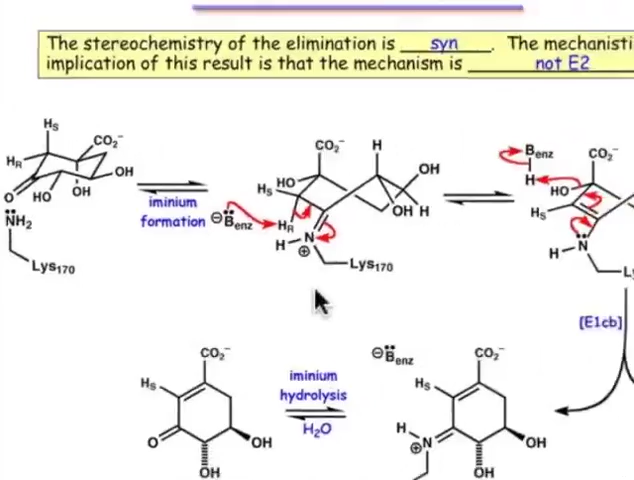 The stereochemistry of the elimination is syn. The mechanisti
implication of this result is that the mechanism is not E2
H_S CO₂⁻ H_R OH O HO OH
:NH₂
Lys₁₇₀
iminium
formation
⊖:B_enz
CO₂⁻ H H_S HO OH H_R OH H
H N ⊕
Lys₁₇₀
B_enz
H CO₂⁻
HO
H_S
H N
Ly
[E1cb]
CO₂⁻
H_S
O OH
OH
iminium
hydrolysis
H₂O
⊖:B_enz
CO₂⁻
H_S
H
⊕N OH
OH